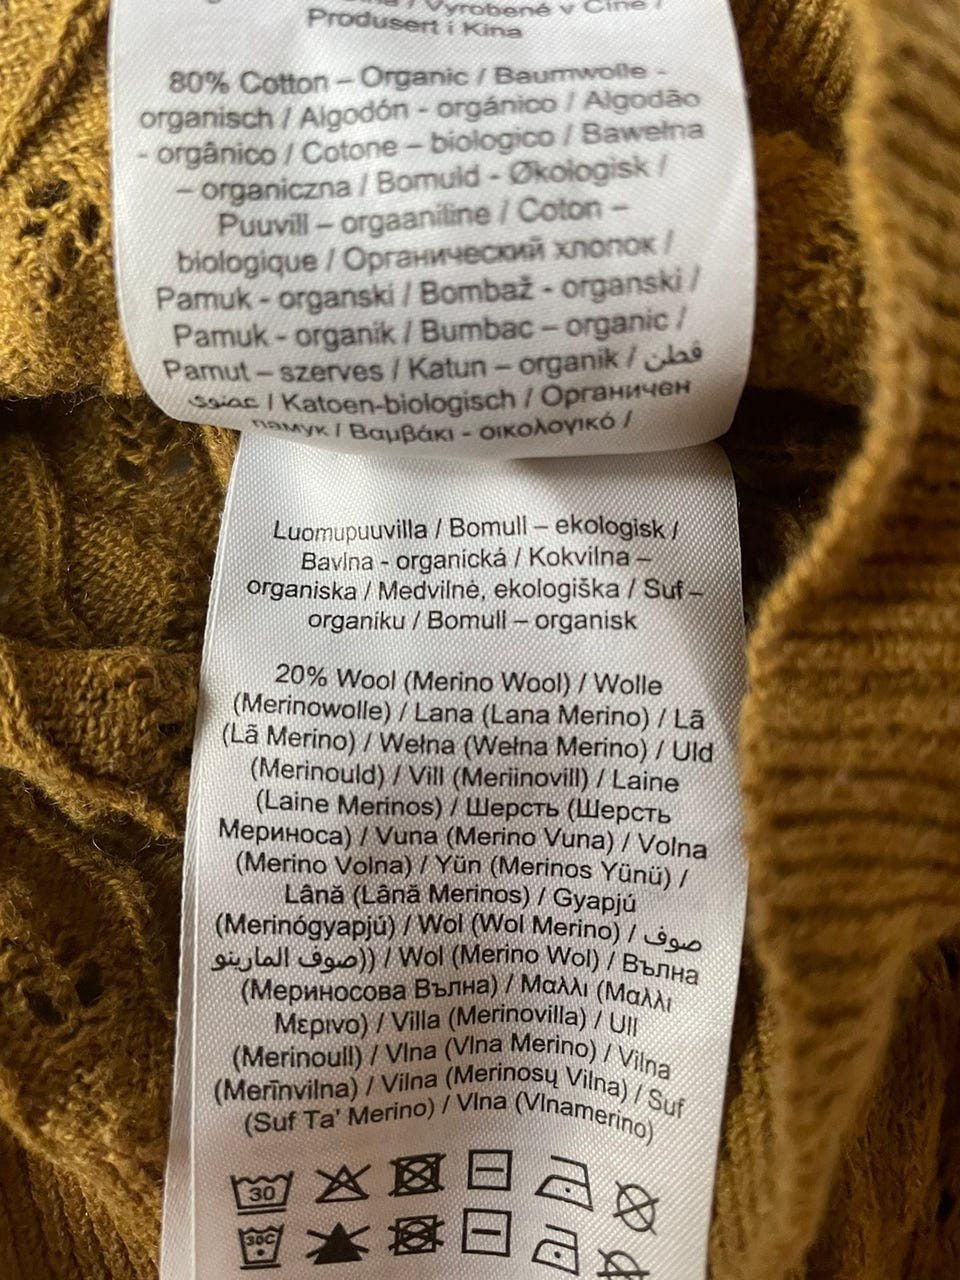 / Vyrobené v Číne /
Produsert i Kina
80% Cotton – Organic / Baumwolle -
organisch / Algodón - orgánico / Algodão
- orgânico / Cotone – biologico / Bawełna
– organiczna / Bomuld - Økologisk /
Puuvill – orgaaniline / Coton –
biologique / Органический хлопок /
Pamuk - organski / Bombaž - organski /
Pamuk - organik / Bumbac – organic /
Pamut – szerves / Katun – organik / قطن
عضوي / Katoen-biologisch / Органичен
памук / Βαμβάκι - οικολογικό /
Luomupuuvilla / Bomull – ekologisk /
Bavlna - organická / Kokvilna –
organiska / Medvilnė, ekologiška / Suf –
organiku / Bomull – organisk
20% Wool (Merino Wool) / Wolle
(Merinowolle) / Lana (Lana Merino) / Lã
(Lã Merino) / Wełna (Wełna Merino) / Uld
(Merinould) / Vill (Meriinovill) / Laine
(Laine Merinos) / Шерсть (Шерсть
Мериноса) / Vuna (Merino Vuna) / Volna
(Merino Volna) / Yün (Merinos Yünü) /
Lână (Lână Merinos) / Gyapjú
(Merinógyapjú) / Wol (Wol Merino) / صوف
صوف المارينو)) / Wol (Merino Wol) / Вълна
(Мериносова Вълна) / Μαλλι (Μαλλι
Μερινο) / Villa (Merinovilla) / Ull
(Merinoull) / Vlna (Vlna Merino) / Vilna
(Merīnvilna) / Vilna (Merinosų Vilna) / Suf
(Suf Ta' Merino) / Vlna (Vlnamerino)
30
30C